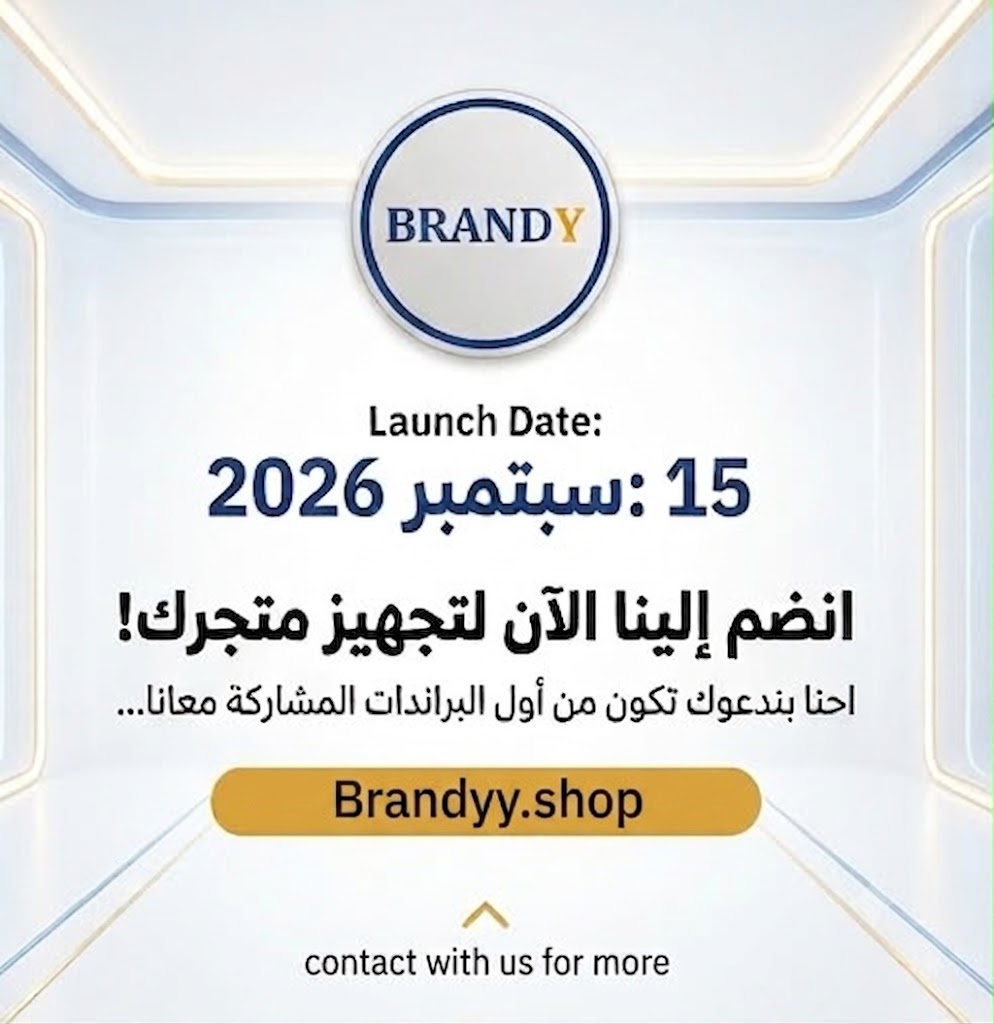 BRANDY
Launch Date:
15 :سبتمبر 2026
انضم إلينا الآن لتجهيز متجرك!
احنا بندعوك تكون من أول البراندات المشاركة معانا...
Brandyy.shop
contact with us for more